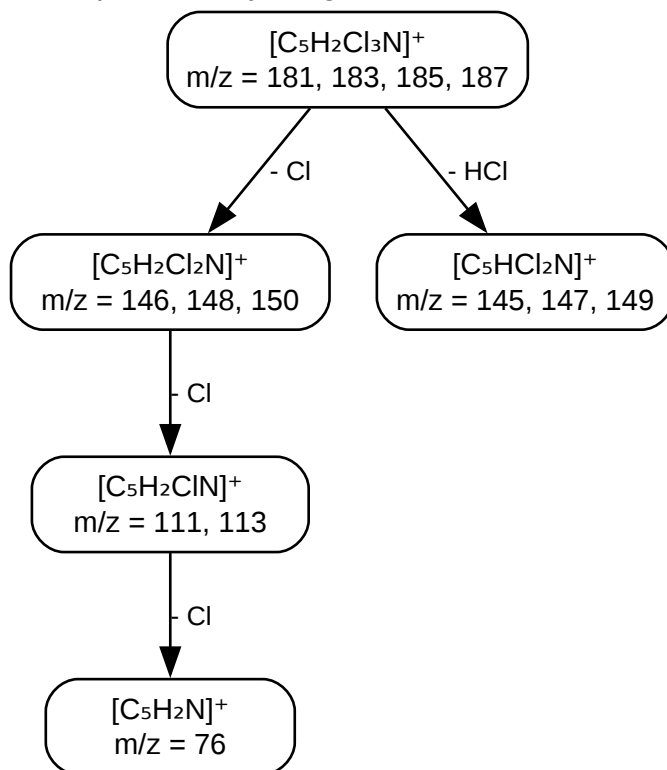 [C₅H₂Cl₃N]⁺
m/z = 181, 183, 185, 187
- Cl
- HCl
[C₅H₂Cl₂N]⁺
m/z = 146, 148, 150
[C₅HCl₂N]⁺
m/z = 145, 147, 149
- Cl
[C₅H₂ClN]⁺
m/z = 111, 113
- Cl
[C₅H₂N]⁺
m/z = 76